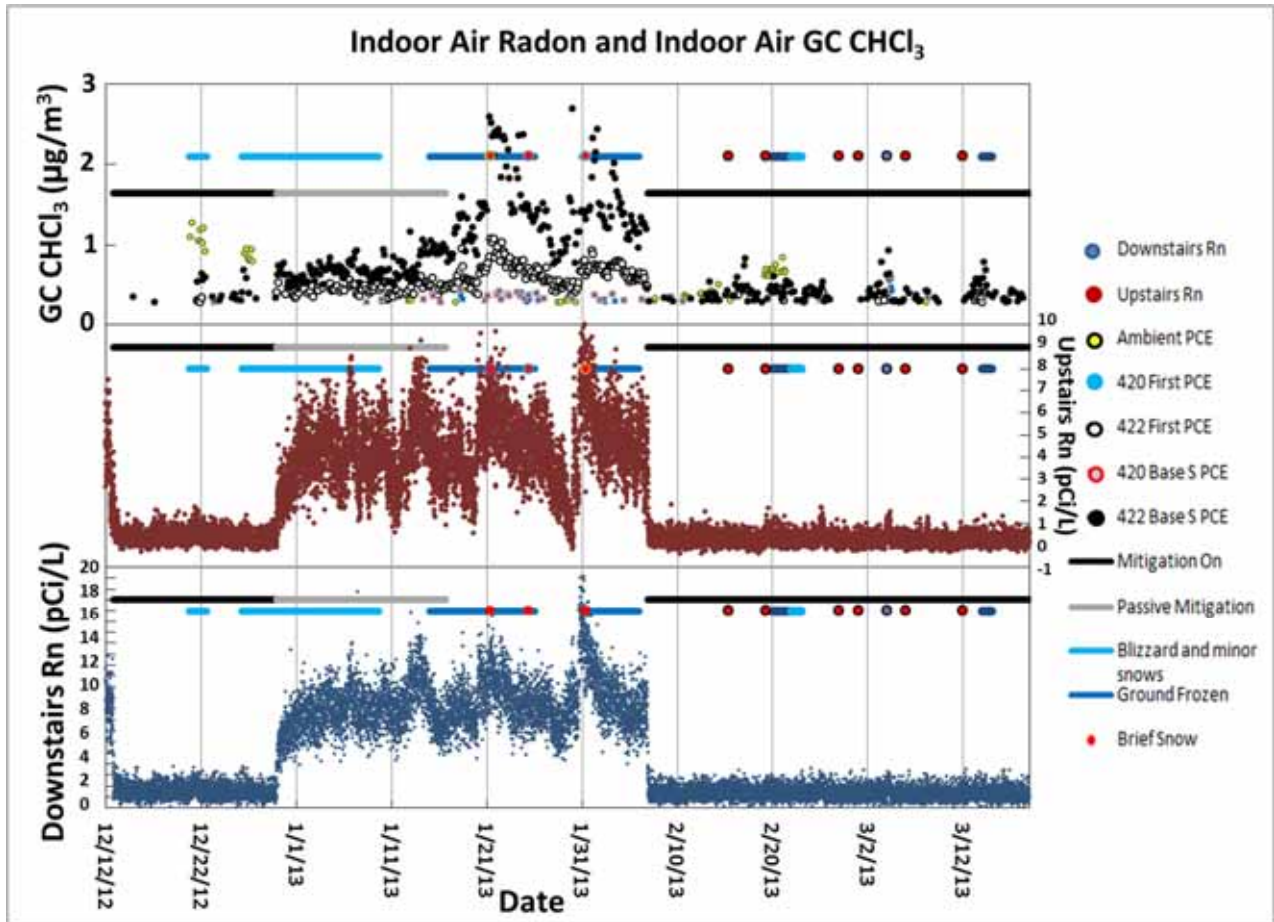 Indoor Air Radon and Indoor Air GC CHCl₃
GC CHCl₃ (µg/m³)
3
2
1
0
Upstairs Rn (pCi/L)
10
9
8
7
6
5
4
3
2
1
0
-1
Downstairs Rn (pCi/L)
20
18
16
14
12
10
8
6
4
2
0
12/12/12
12/22/12
1/1/13
1/11/13
1/21/13
1/31/13
2/10/13
2/20/13
3/2/13
3/12/13
Date
Downstairs Rn
Upstairs Rn
Ambient PCE
420 First PCE
422 First PCE
420 Base S PCE
422 Base S PCE
Mitigation On
Passive Mitigation
Blizzard and minor
snows
Ground Frozen
Brief Snow